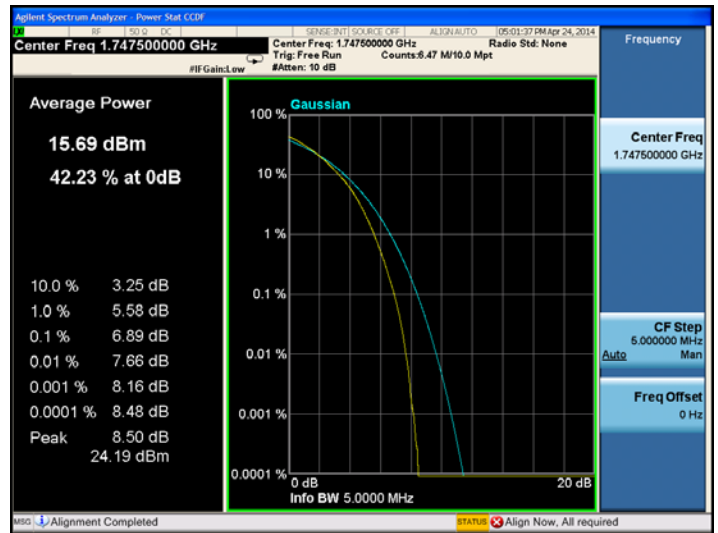 Agilent Spectrum Analyzer - Power Stat CCDF
RF 50 Ω DC SENSE:INT SOURCE OFF ALIGN AUTO 05:01:37 PM Apr 24, 2014
Center Freq 1.747500000 GHz
Center Freq: 1.747500000 GHz Radio Std: None
Trig: Free Run Counts:6.47 M/10.0 Mpt
#IFGain:Low #Atten: 10 dB
Frequency
Average Power
15.69 dBm
42.23 % at 0dB
10.0 % 3.25 dB
1.0 % 5.58 dB
0.1 % 6.89 dB
0.01 % 7.66 dB
0.001 % 8.16 dB
0.0001 % 8.48 dB
Peak 8.50 dB
24.19 dBm
Gaussian
100 %
10 %
1 %
0.1 %
0.01 %
0.001 %
0.0001 %
0 dB 20 dB
Info BW 5.0000 MHz
Center Freq
1.747500000 GHz
CF Step
5.000000 MHz
Auto Man
Freq Offset
0 Hz
MSG Alignment Completed STATUS Align Now, All required